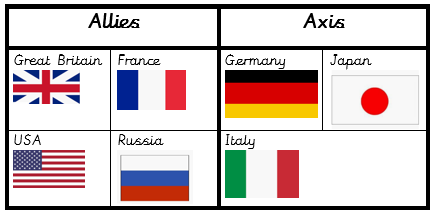 Allies Axis
Great Britain France Germany Japan
USA Russia Italy